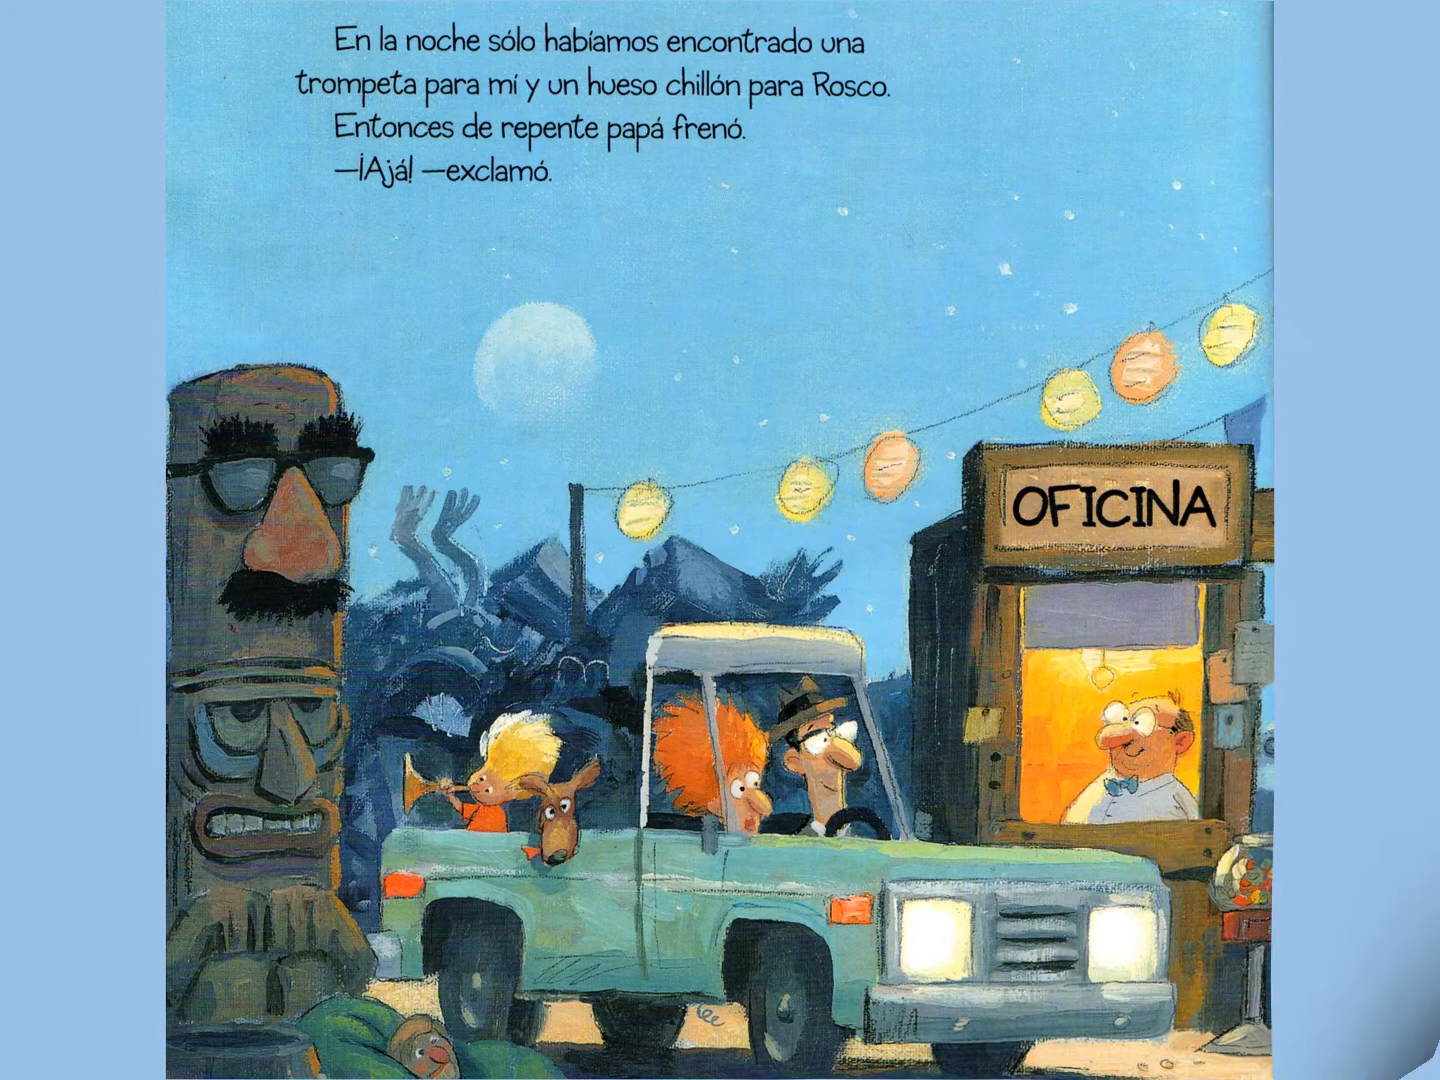 En la noche sólo habíamos encontrado una
trompeta para mí y un hueso chillón para Rosco.
Entonces de repente papá frenó.
—¡Ajá! —exclamó.
OFICINA